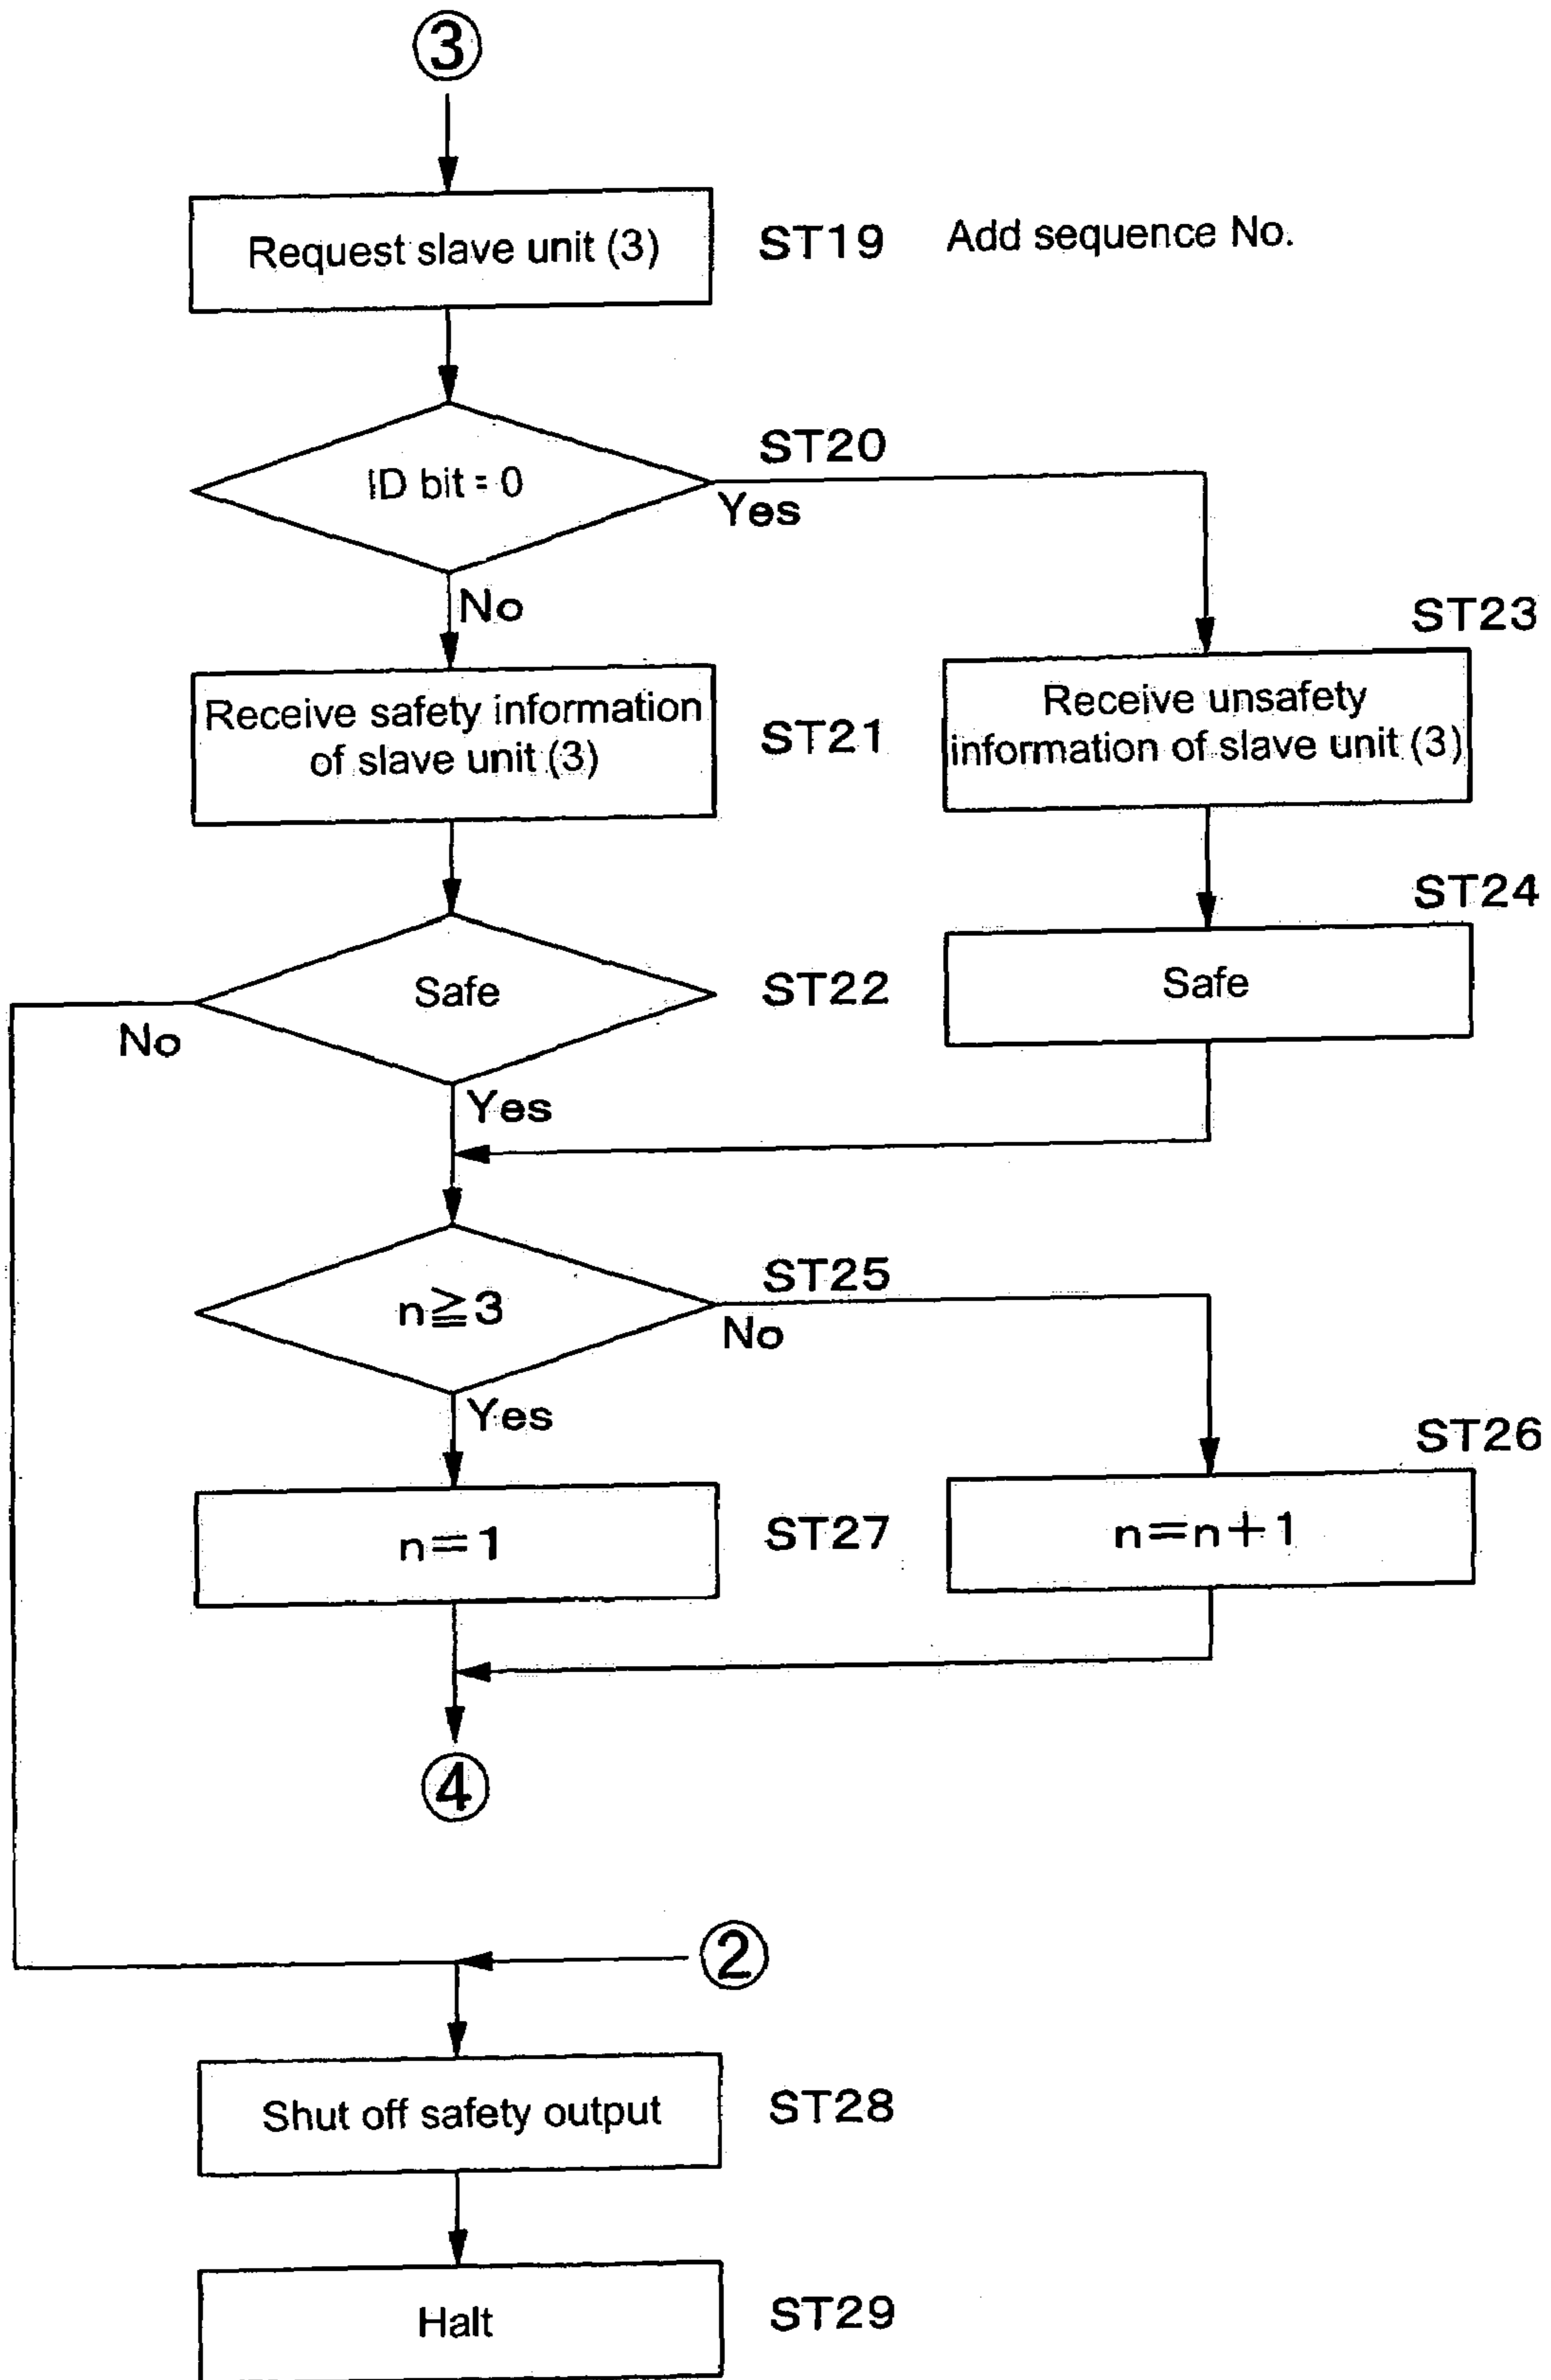 ③
Request slave unit (3)
ST19
Add sequence No.
ID bit = 0
ST20
Yes
No
Receive safety information
of slave unit (3)
ST21
ST23
Receive unsafety
information of slave unit (3)
Safe
ST22
No
Yes
ST24
Safe
n≧3
ST25
No
Yes
n=1
ST27
ST26
n=n+1
④
②
Shut off safety output
ST28
Halt
ST29